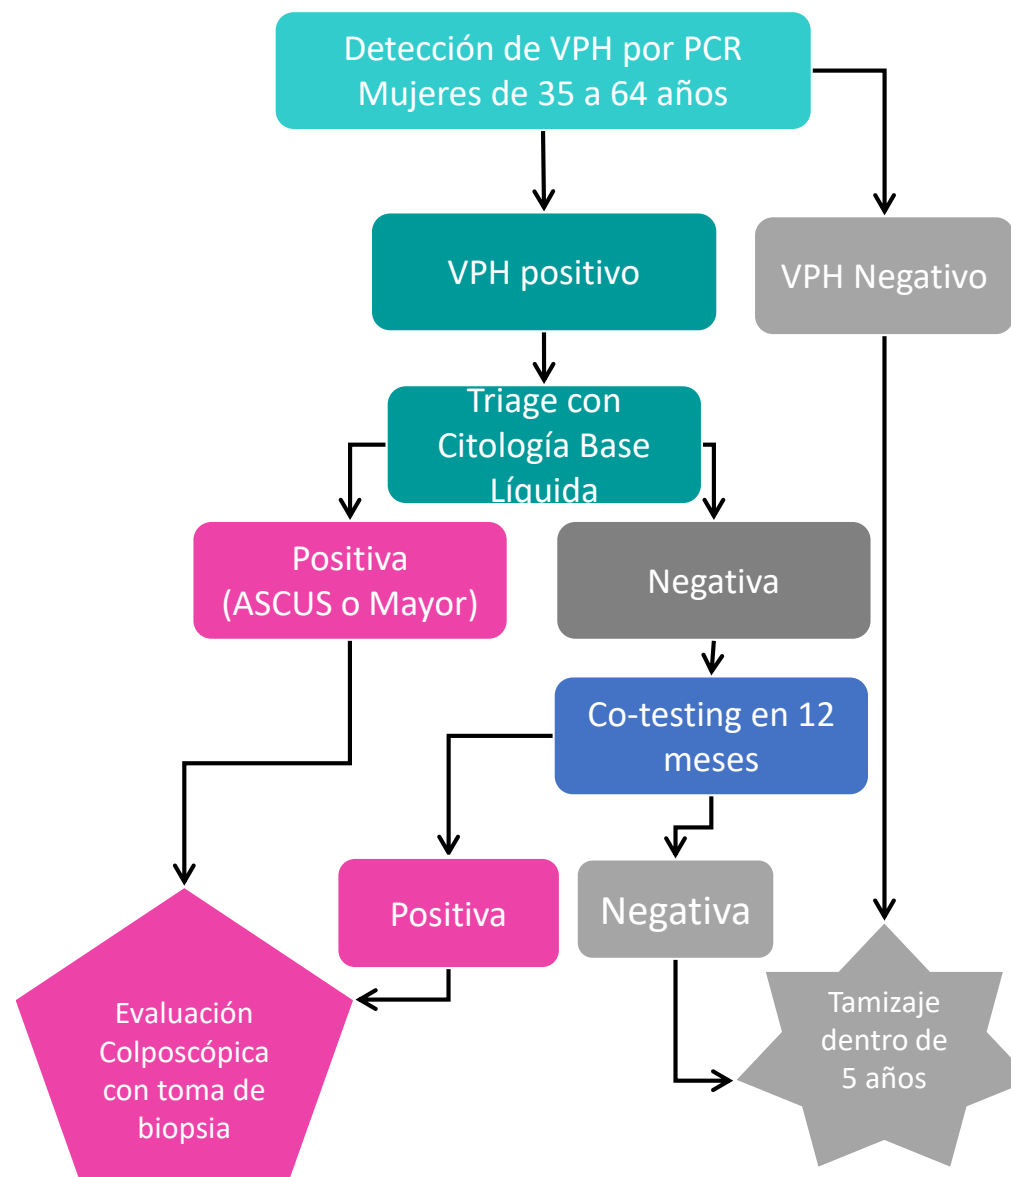 Detección de VPH por PCR
Mujeres de 35 a 64 años
VPH positivo
VPH Negativo
Triage con
Citología Base
Líquida
Positiva
(ASCUS o Mayor)
Negativa
Co-testing en 12
meses
Positiva
Negativa
Evaluación
Colposcópica
con toma de
biopsia
Tamizaje
dentro de
5 años